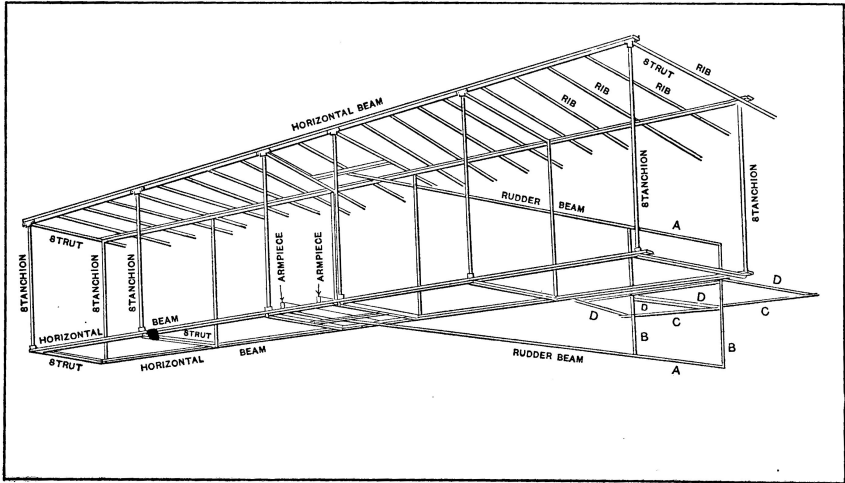 STRUT
RIB
RIB
RIB
RIB
RIB
HORIZONTAL BEAM
STANCHION
STANCHION
RUDDER BEAM
A
STRUT
STANCHION
STANCHION
STANCHION
ARMPIECE
ARMPIECE
D
D
D
D
C
C
HORIZONTAL BEAM
STRUT
B
B
STRUT
HORIZONTAL BEAM
RUDDER BEAM
A